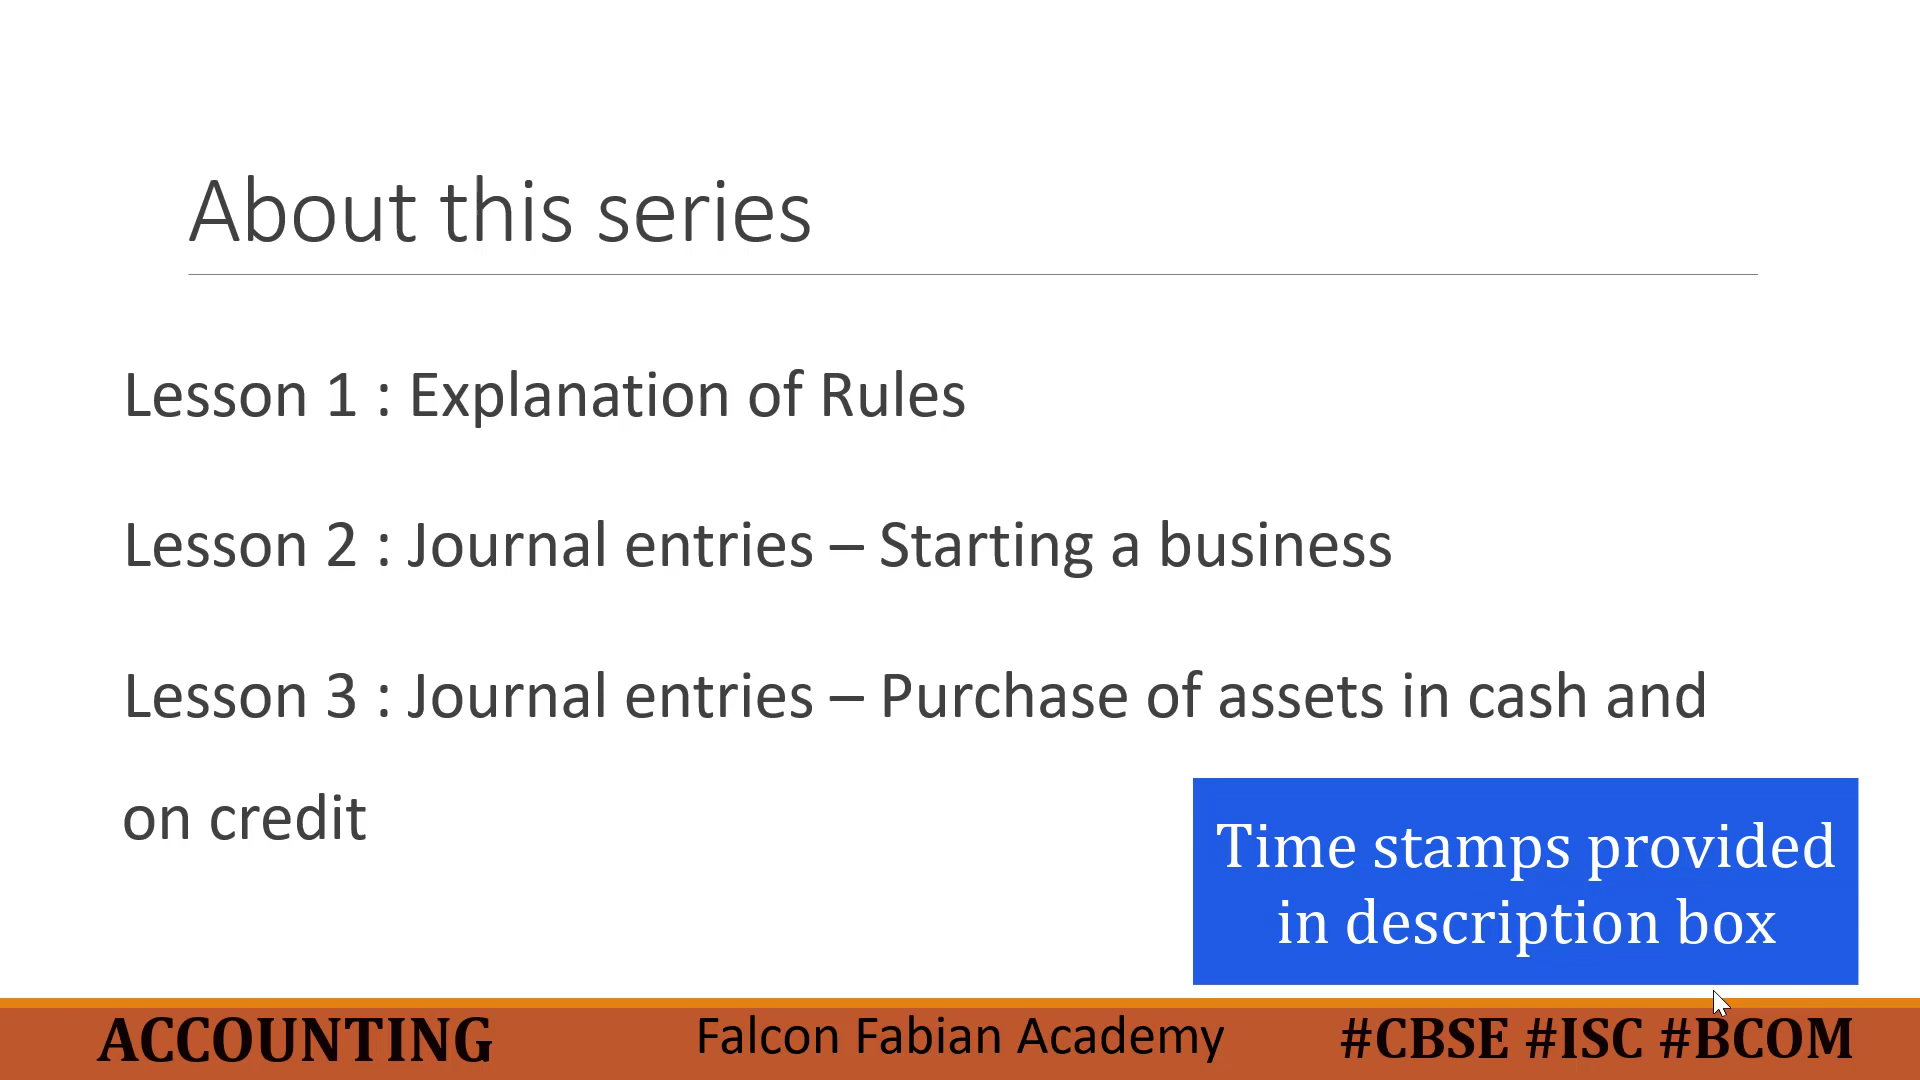 About this series
Lesson 1 : Explanation of Rules
Lesson 2 : Journal entries – Starting a business
Lesson 3 : Journal entries – Purchase of assets in cash and
on credit
Time stamps provided
in description box
ACCOUNTING
Falcon Fabian Academy
#CBSE #ISC #BCOM